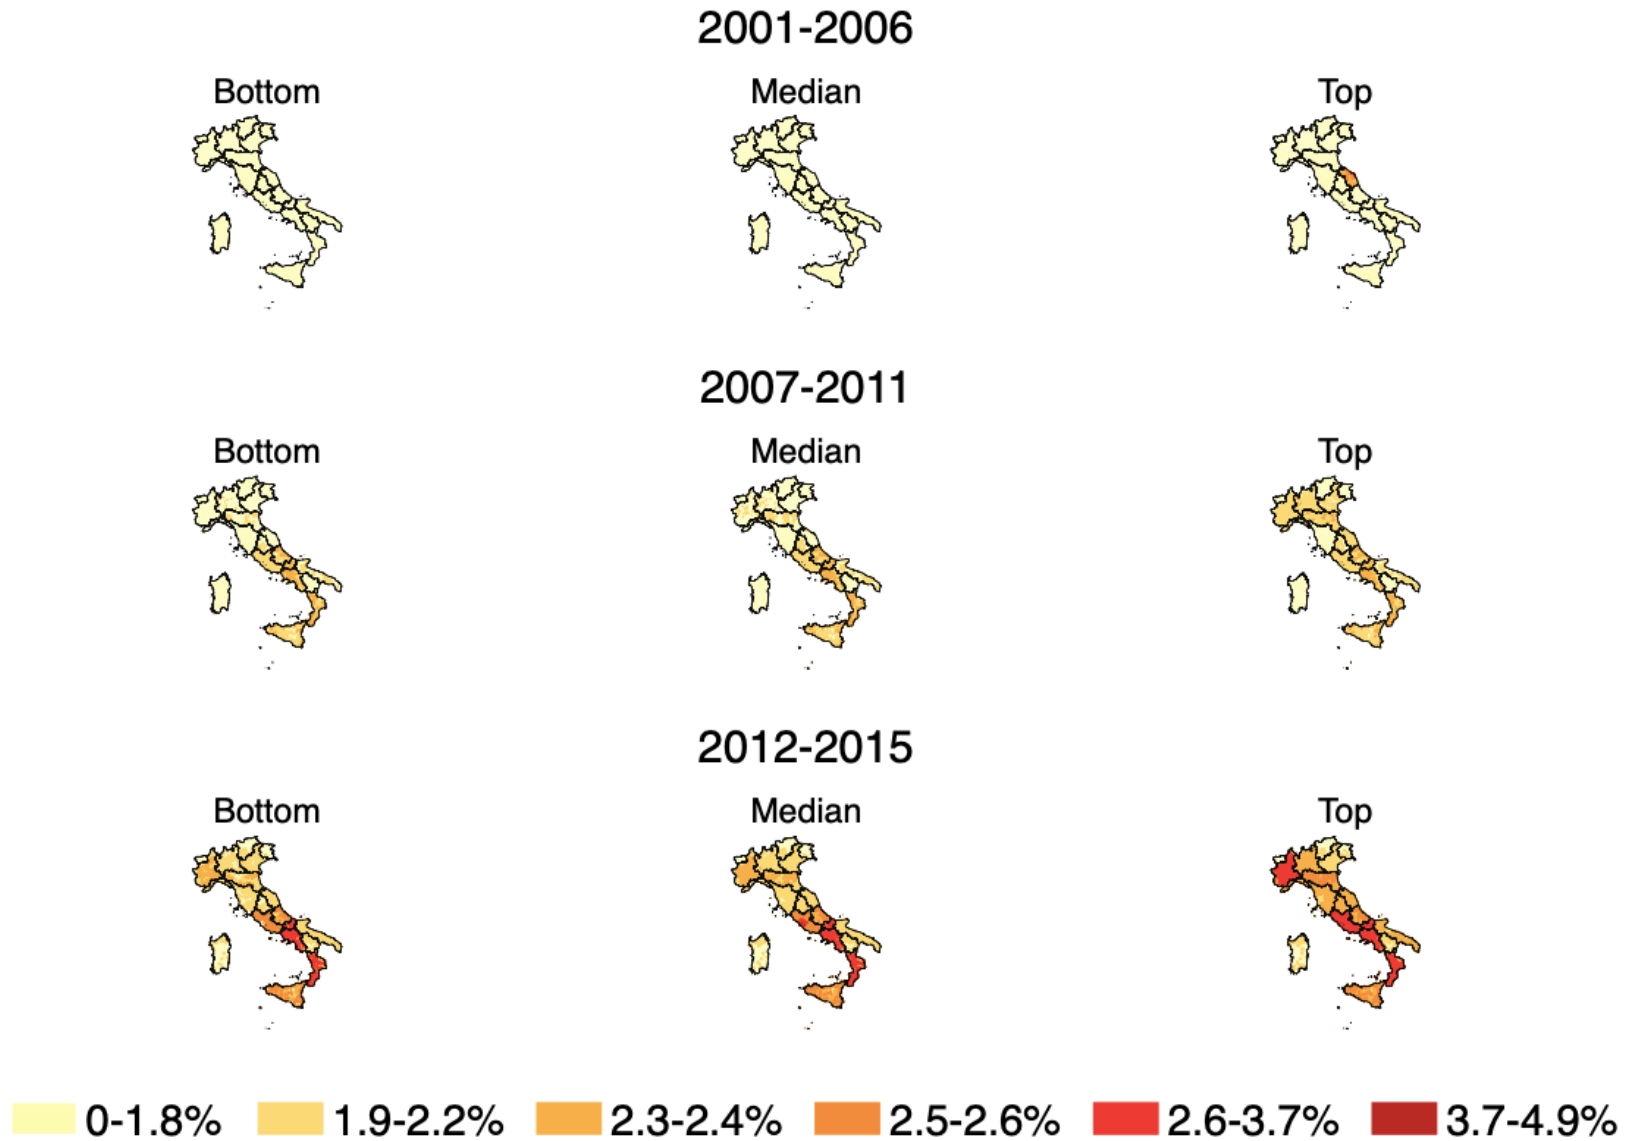 2001-2006
Bottom Median Top
2007-2011
Bottom Median Top
2012-2015
Bottom Median Top
0-1.8% 1.9-2.2% 2.3-2.4% 2.5-2.6% 2.6-3.7% 3.7-4.9%